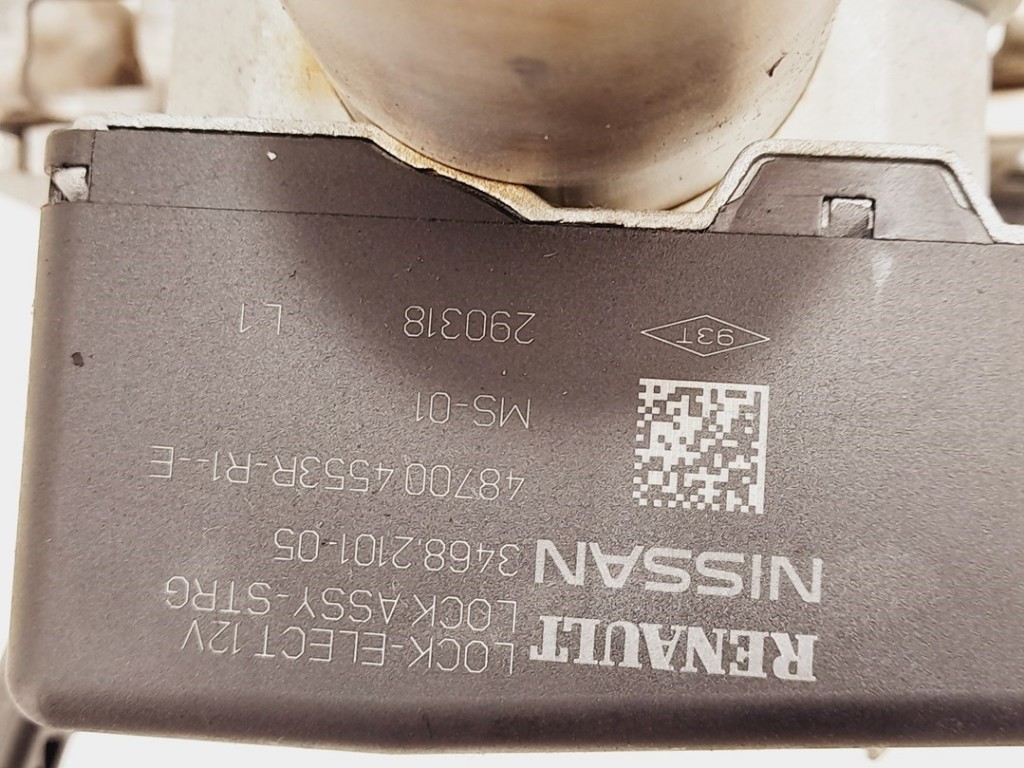 RENAULT LOCK-ELECT 12V
LOCK ASSY-STRG
NISSAN 3468.2101-05
48700 4553R-R1--E
MS-01
93T 290318 L1